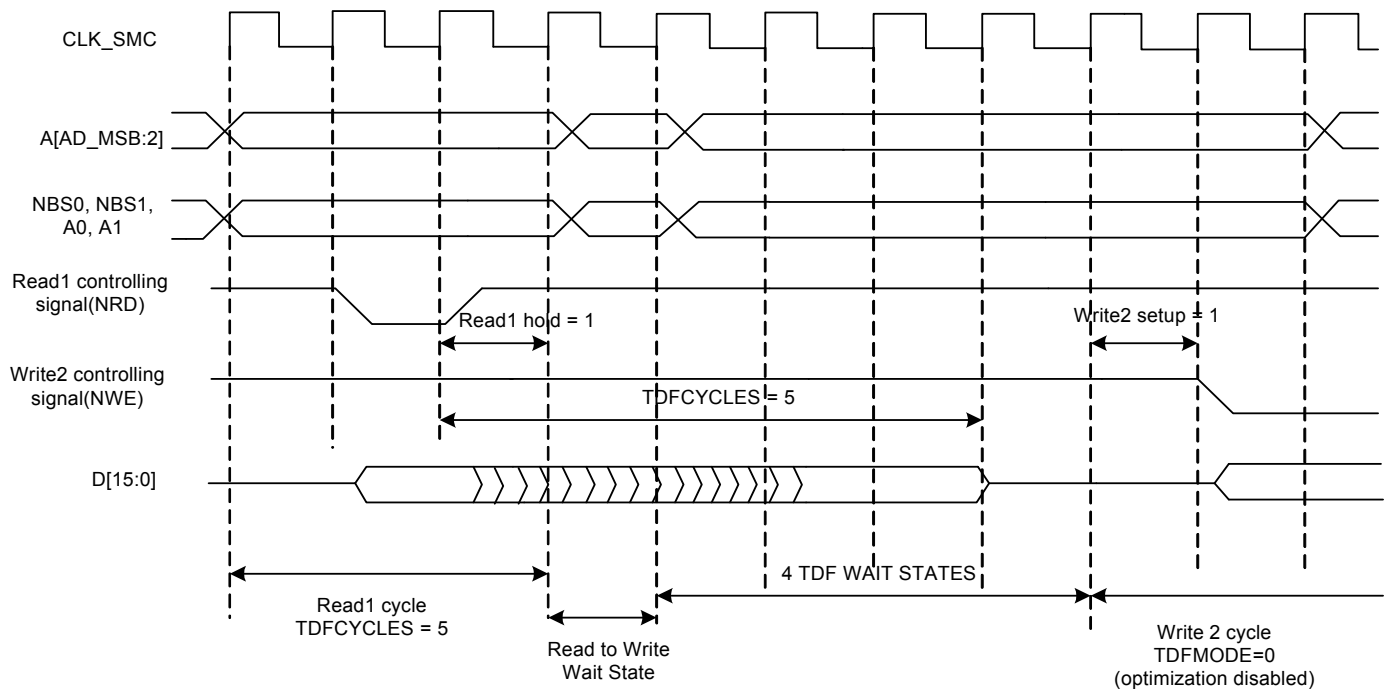 CLK_SMC
A[AD_MSB:2]
NBS0, NBS1,
A0, A1
Read1 controlling
signal(NRD)
Read1 hold = 1
Write2 setup = 1
Write2 controlling
signal(NWE)
TDFCYCLES = 5
D[15:0]
4 TDF WAIT STATES
Read1 cycle
TDFCYCLES = 5
Read to Write
Wait State
Write 2 cycle
TDFMODE=0
(optimization disabled)